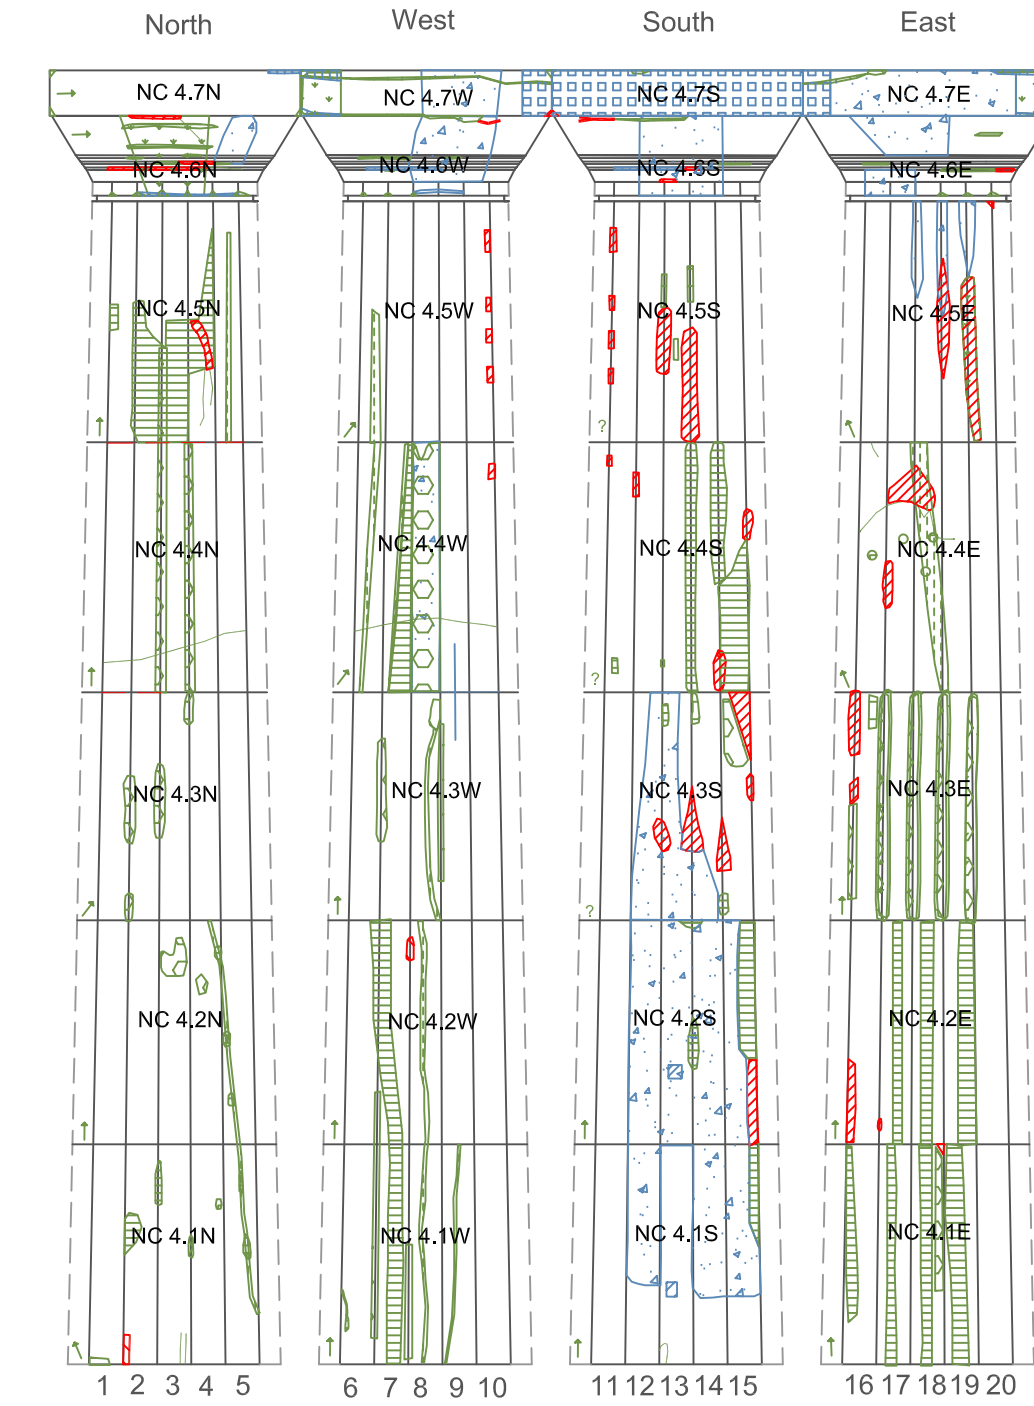 North West South East
NC 4.7N NC 4.7W NC 4.7S NC 4.7E
NC 4.6N NC 4.6W NC 4.6S NC 4.6E
NC 4.5N NC 4.5W NC 4.5S NC 4.5E
?
NC 4.4N NC 4.4W NC 4.4S NC 4.4E
?
NC 4.3N NC 4.3W NC 4.3S NC 4.3E
?
NC 4.2N NC 4.2W NC 4.2S NC 4.2E
NC 4.1N NC 4.1W NC 4.1S NC 4.1E
1 2 3 4 5 6 7 8 9 10 11 12 13 14 15 16 17 18 19 20